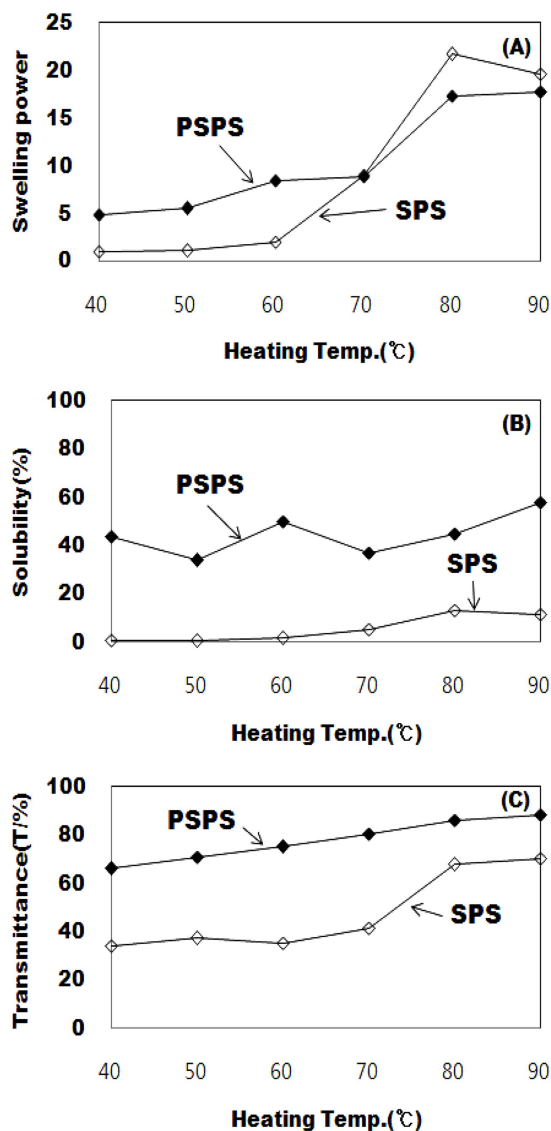 25
(A)
20
15
10
5
0
Swelling power
PSPS
SPS
40 50 60 70 80 90
Heating Temp.(℃)
100
(B)
80
60
40
20
0
Solubility(%)
PSPS
SPS
40 50 60 70 80 90
Heating Temp.(℃)
100
(C)
80
60
40
20
0
Transmittance(T/%)
PSPS
SPS
40 50 60 70 80 90
Heating Temp.(℃)